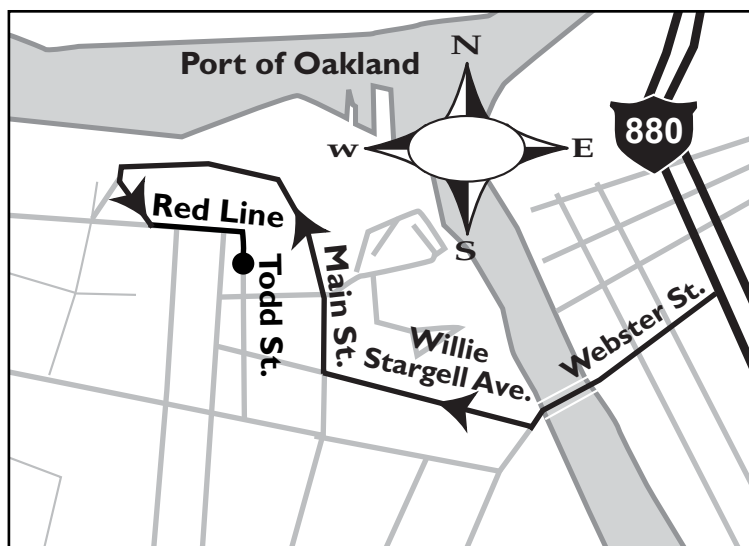 Port of Oakland
N
880
W
E
Red Line
S
Main St.
Todd St.
Webster St.
Willie
Stargell Ave.